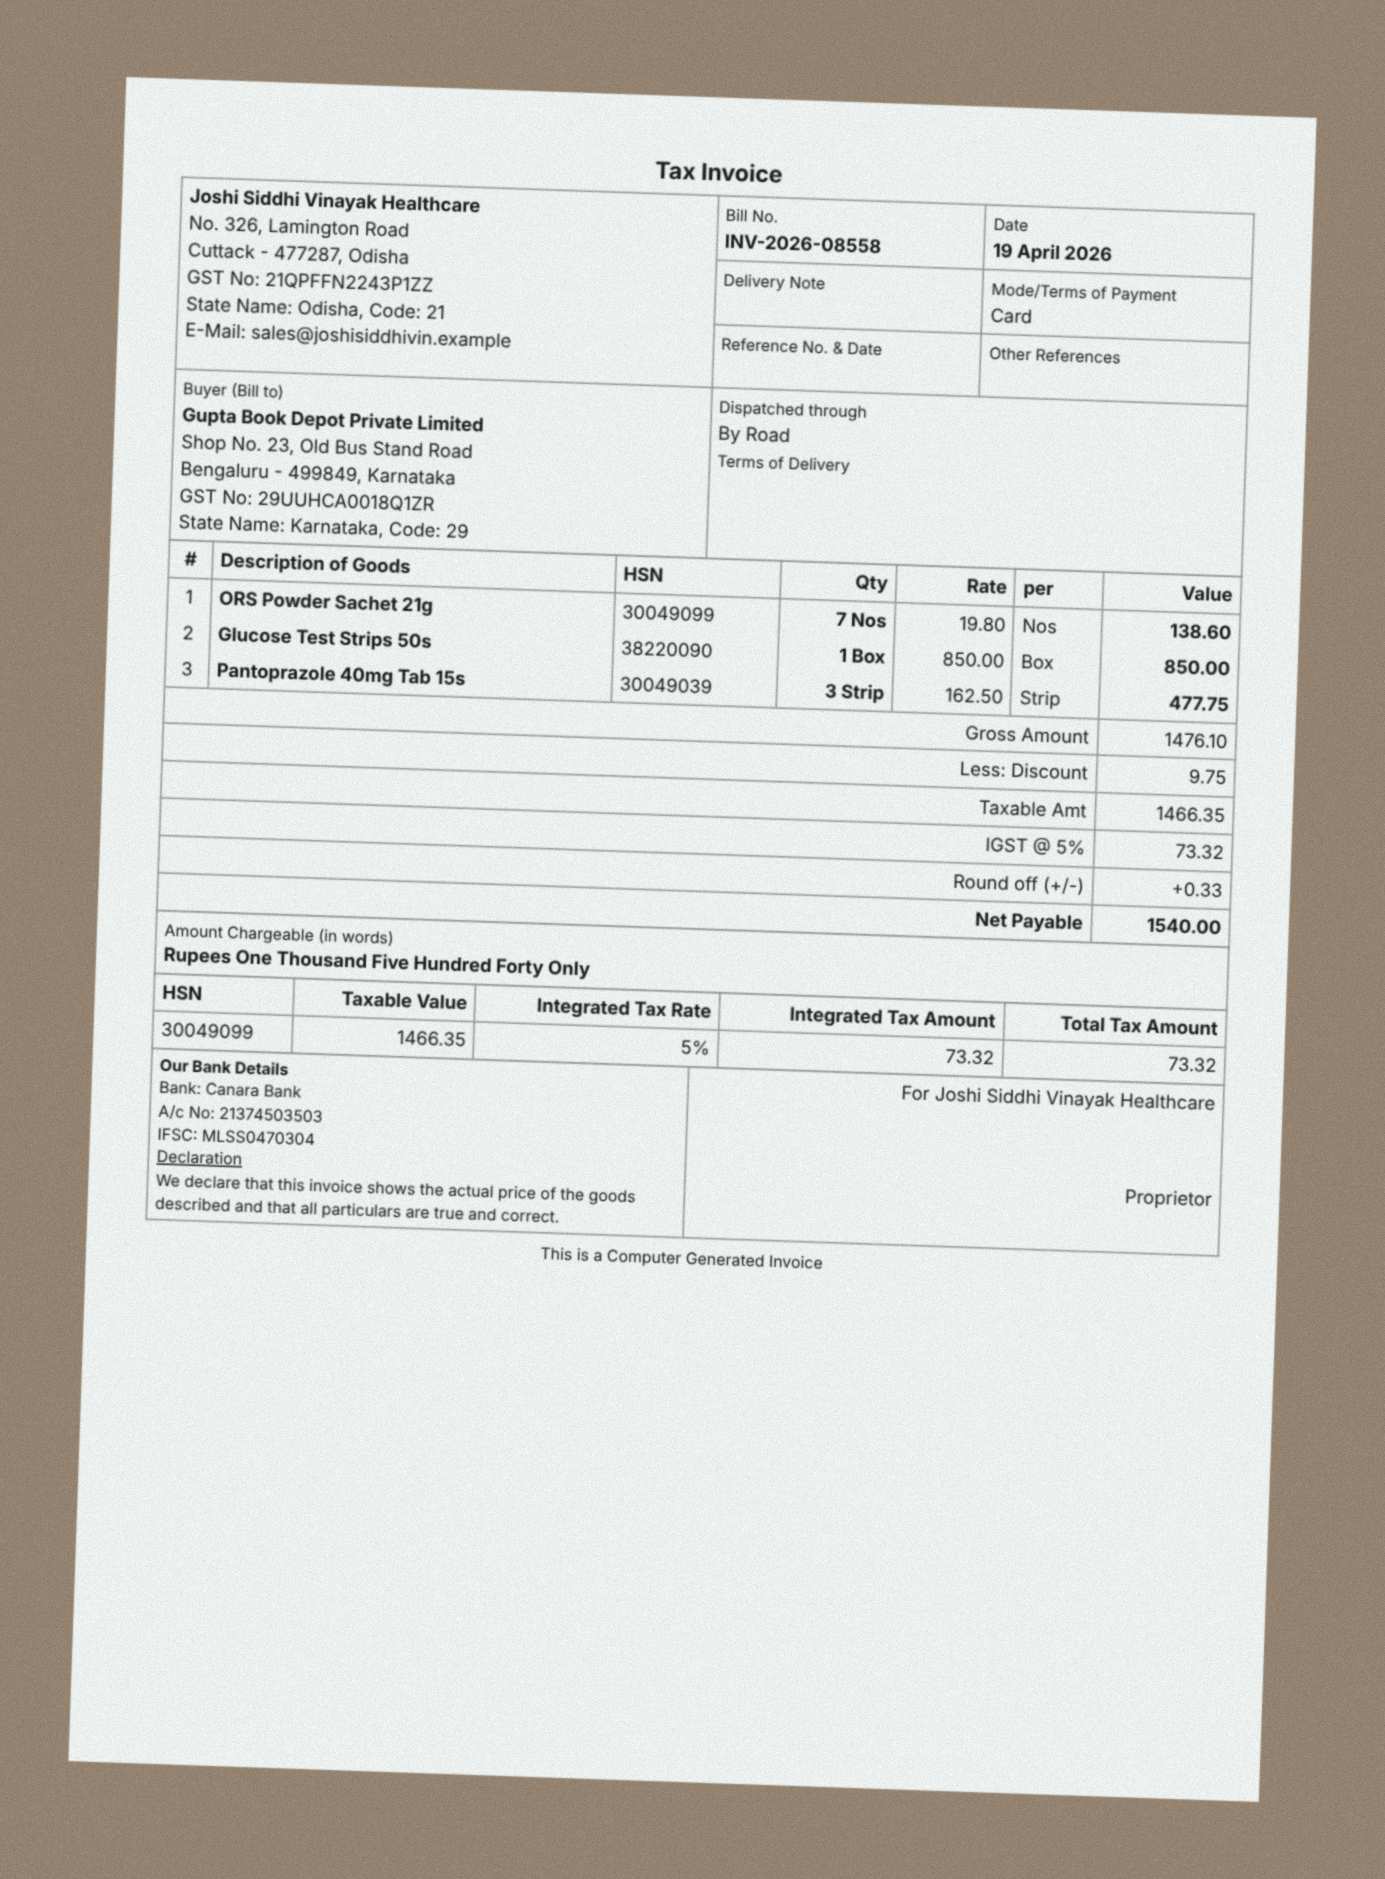 Tax Invoice
Joshi Siddhi Vinayak Healthcare
No. 326, Lamington Road
Cuttack - 477287, Odisha
GST No: 21QPFFN2243P1ZZ
State Name: Odisha, Code: 21
E-Mail: sales@joshisiddhivin.example
Bill No.
INV-2026-08558
Date
19 April 2026
Delivery Note
Mode/Terms of Payment
Card
Reference No. & Date
Other References
Buyer (Bill to)
Gupta Book Depot Private Limited
Shop No. 23, Old Bus Stand Road
Bengaluru - 499849, Karnataka
GST No: 29UUHCA0018Q1ZR
State Name: Karnataka, Code: 29
Dispatched through
By Road
Terms of Delivery
# Description of Goods HSN Qty Rate per Value
1 ORS Powder Sachet 21g 30049099 7 Nos 19.80 Nos 138.60
2 Glucose Test Strips 50s 38220090 1 Box 850.00 Box 850.00
3 Pantoprazole 40mg Tab 15s 30049039 3 Strip 162.50 Strip 477.75
Gross Amount 1476.10
Less: Discount 9.75
Taxable Amt 1466.35
IGST @ 5% 73.32
Round off (+/-) +0.33
Net Payable 1540.00
Amount Chargeable (in words)
Rupees One Thousand Five Hundred Forty Only
HSN Taxable Value Integrated Tax Rate Integrated Tax Amount Total Tax Amount
30049099 1466.35 5% 73.32 73.32
Our Bank Details
Bank: Canara Bank
A/c No: 21374503503
IFSC: MLSS0470304
Declaration
We declare that this invoice shows the actual price of the goods
described and that all particulars are true and correct.
For Joshi Siddhi Vinayak Healthcare
Proprietor
This is a Computer Generated Invoice